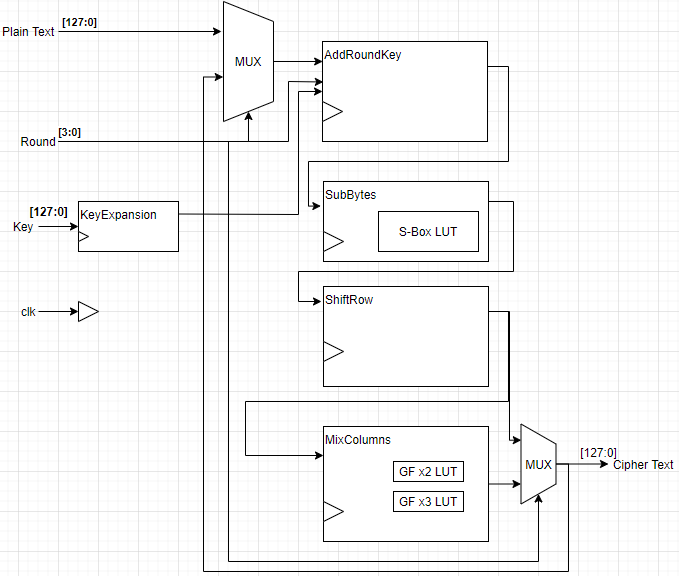 Plain Text
[127:0]
MUX
AddRoundKey
Round
[3:0]
[127:0]
Key
KeyExpansion
SubBytes
S-Box LUT
clk
ShiftRow
MixColumns
GF x2 LUT
GF x3 LUT
MUX
[127:0]
Cipher Text